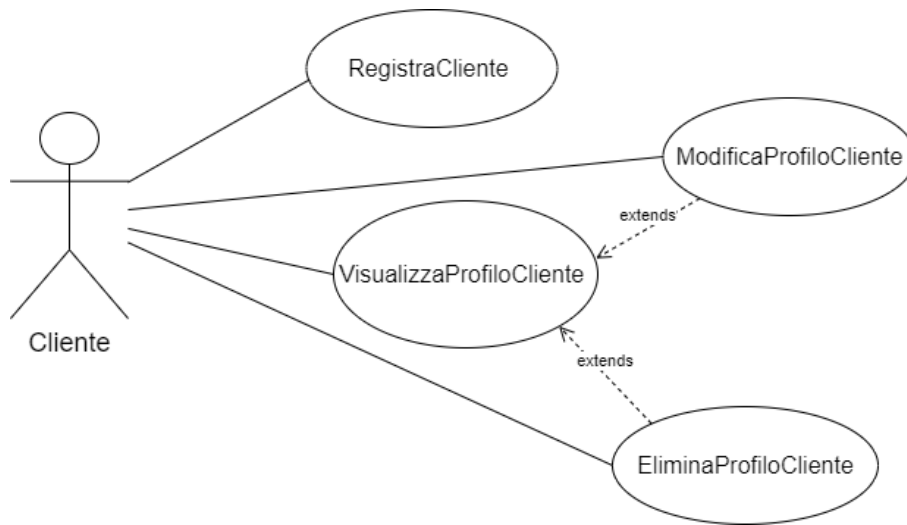 RegistraCliente
ModificaProfiloCliente
extends
VisualizzaProfiloCliente
Cliente
extends
EliminaProfiloCliente